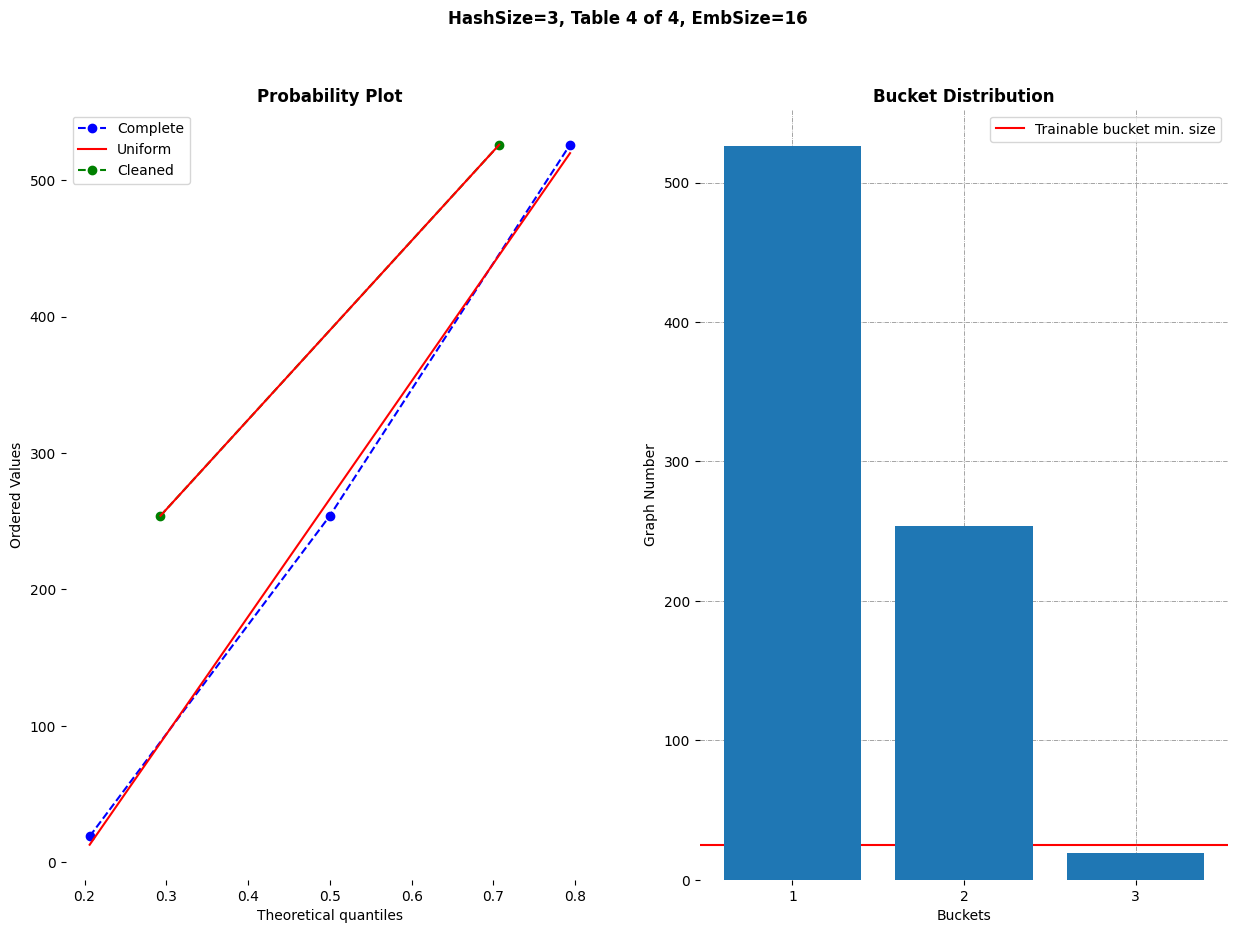 HashSize=3, Table 4 of 4, EmbSize=16
Probability Plot
Complete
Uniform
Cleaned
500
400
300
200
100
0
Ordered Values
0.2 0.3 0.4 0.5 0.6 0.7 0.8
Theoretical quantiles
Bucket Distribution
Trainable bucket min. size
500
400
300
200
100
0
Graph Number
1 2 3
Buckets